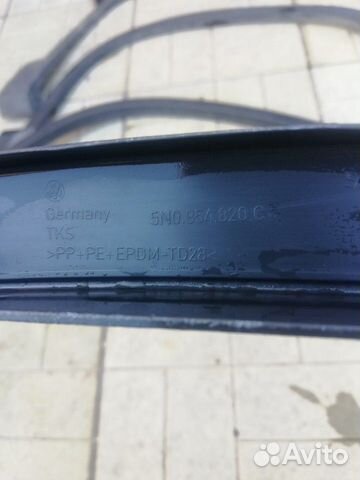 Germany 5N0.854.820 C
TKS
>PP+PE+EPDM-TD28<
Avito